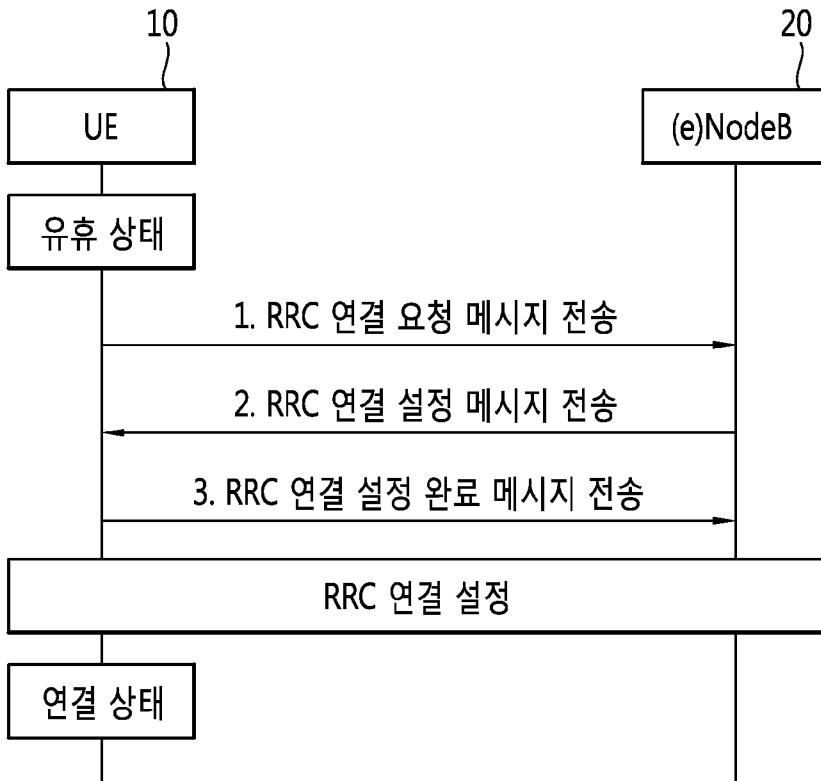 10
20
UE
(e)NodeB
유휴 상태
1. RRC 연결 요청 메시지 전송
2. RRC 연결 설정 메시지 전송
3. RRC 연결 설정 완료 메시지 전송
RRC 연결 설정
연결 상태